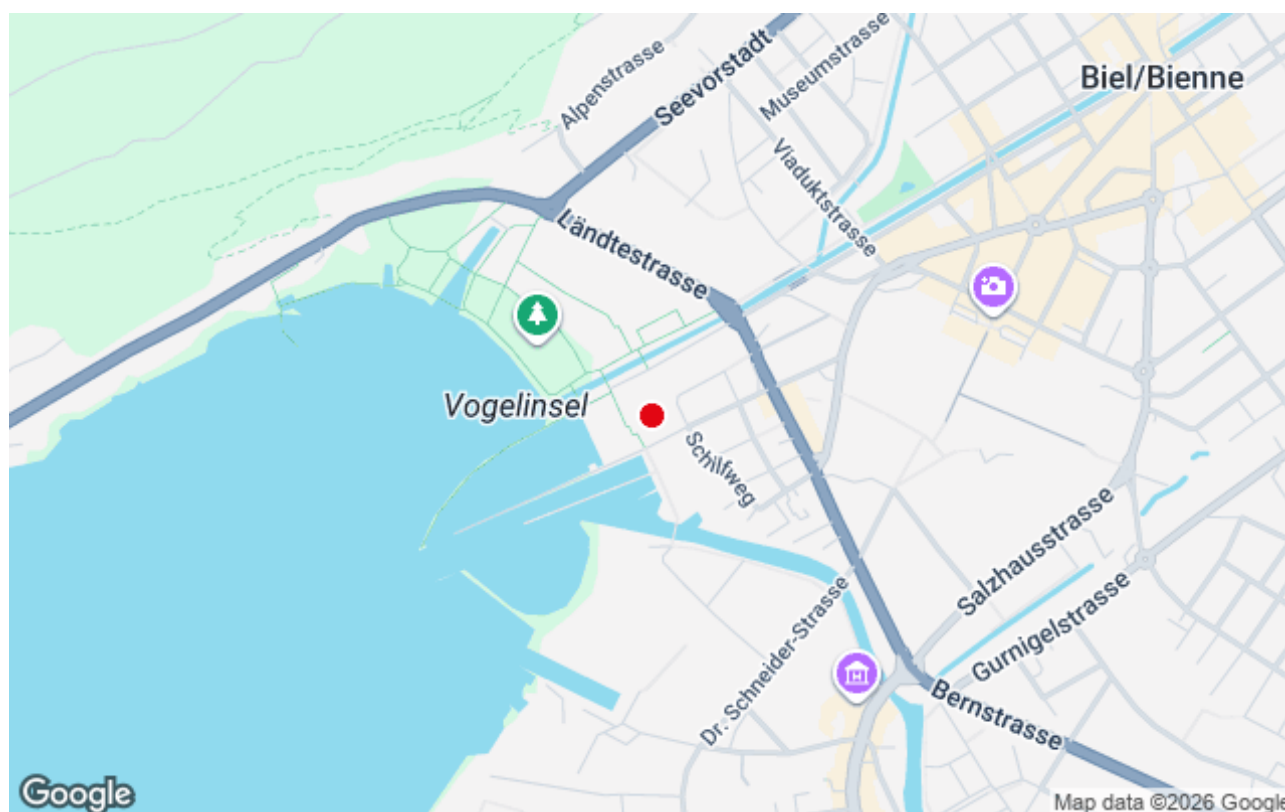 Biel/Bienne
Alpenstrasse
Seevorstadt
Museumstrasse
Viaduktstrasse
Ländtestrasse
Vogelinsel
Schilfweg
Salzhausstrasse
Gurnigelstrasse
Dr. Schneider-Strasse
Bernstrasse
Google
Map data ©2026 Google